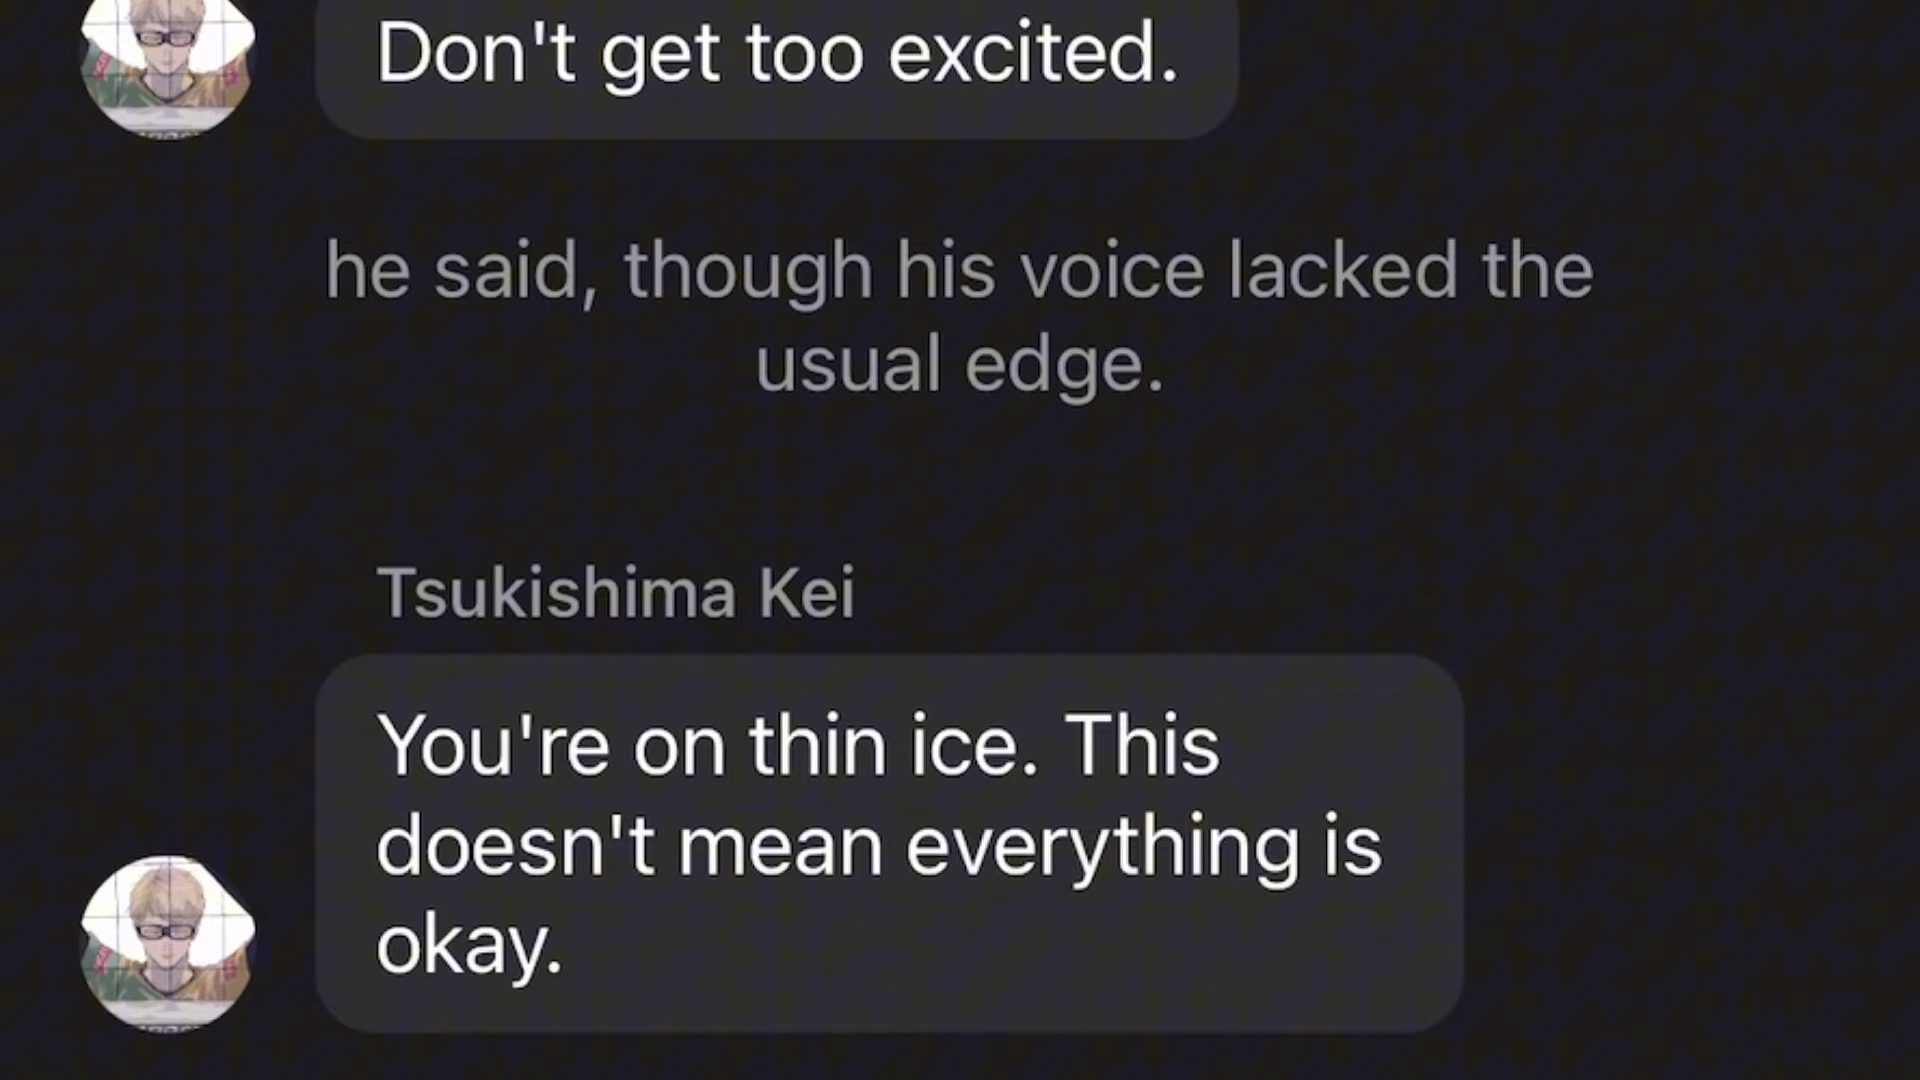 Don't get too excited.
he said, though his voice lacked the
usual edge.
Tsukishima Kei
You're on thin ice. This
doesn't mean everything is
okay.